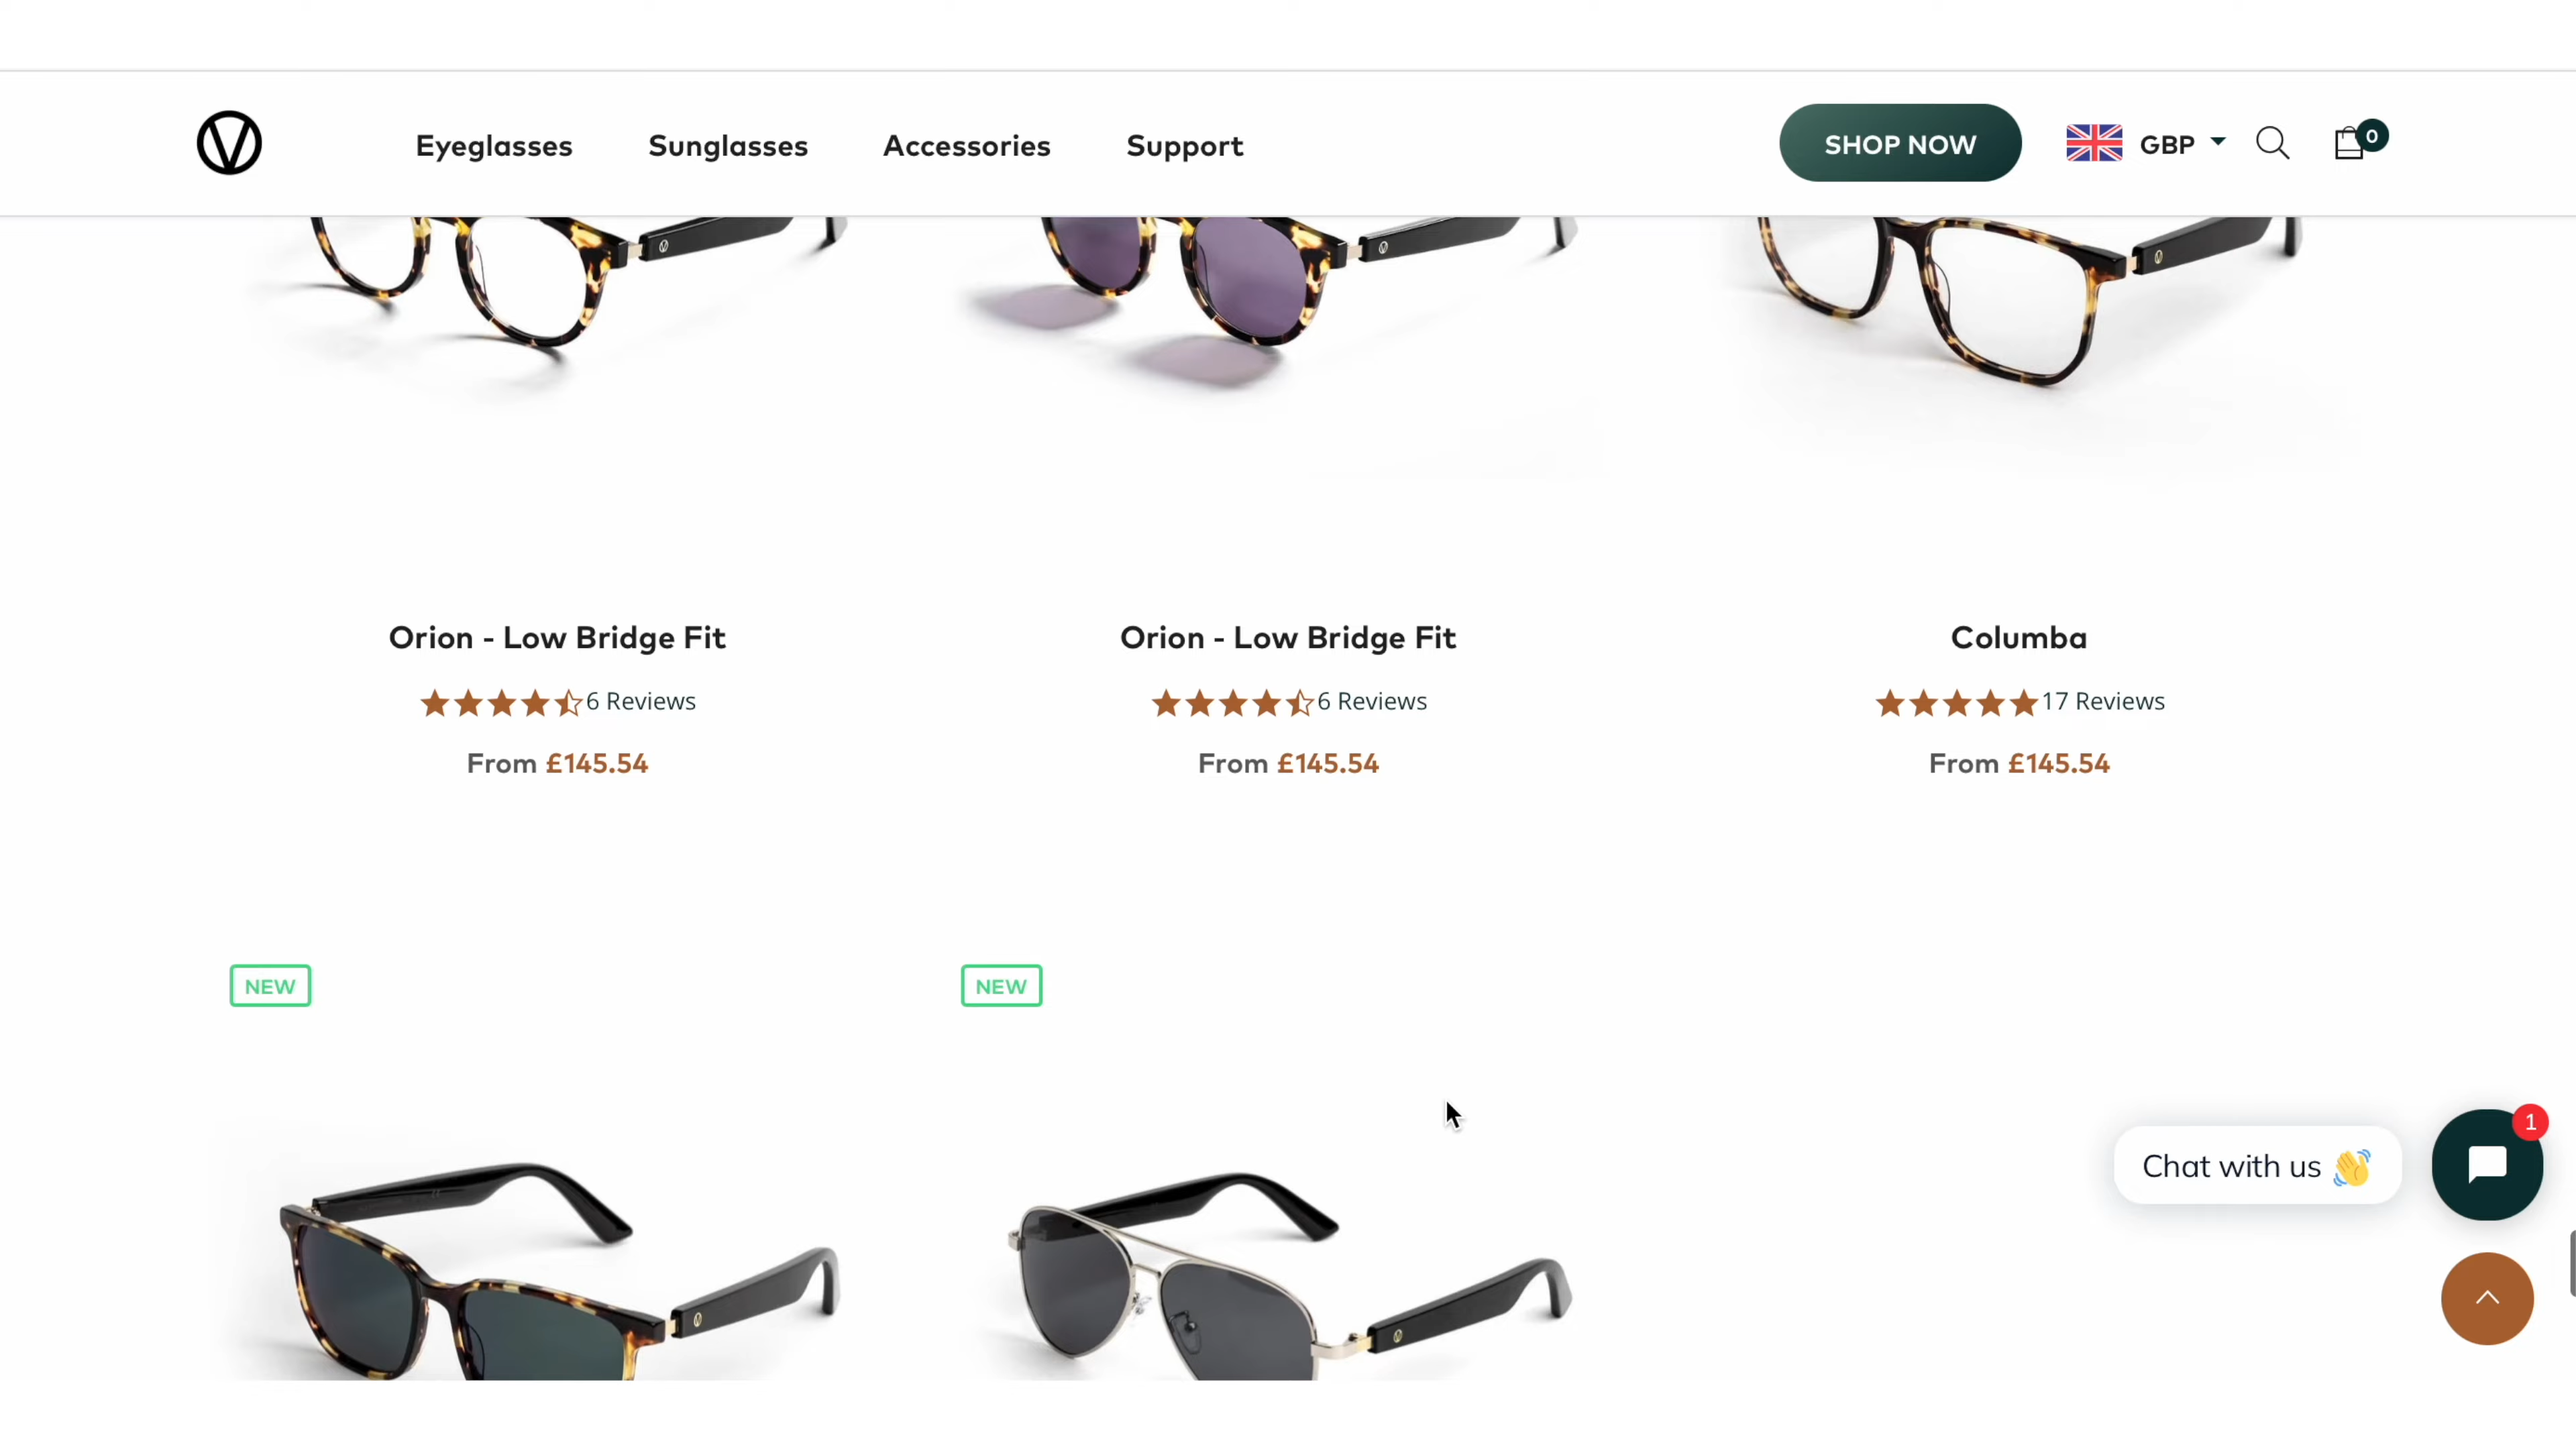 Eyeglasses Sunglasses Accessories Support SHOP NOW GBP 0
Orion - Low Bridge Fit
6 Reviews
From £145.54
Orion - Low Bridge Fit
6 Reviews
From £145.54
Columba
17 Reviews
From £145.54
NEW
NEW
1
Chat with us 👋